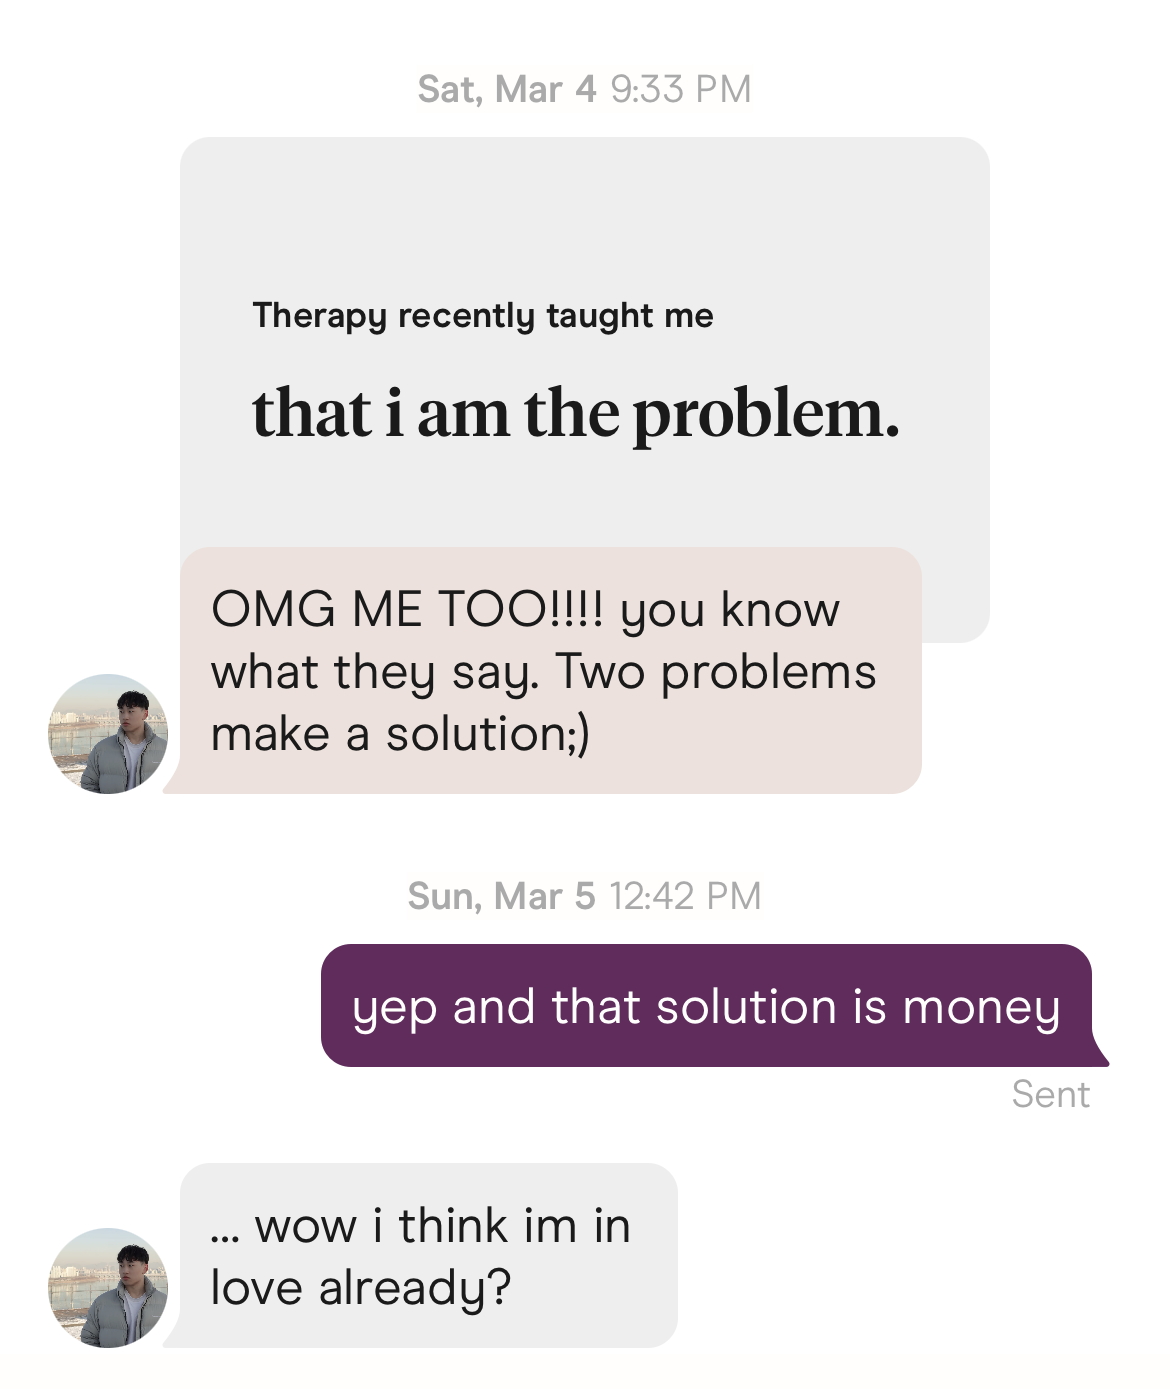 Sat, Mar 4 9:33 PM
Therapy recently taught me
that i am the problem.
OMG ME TOO!!!! you know
what they say. Two problems
make a solution;)
Sun, Mar 5 12:42 PM
yep and that solution is money
Sent
... wow i think im in
love already?